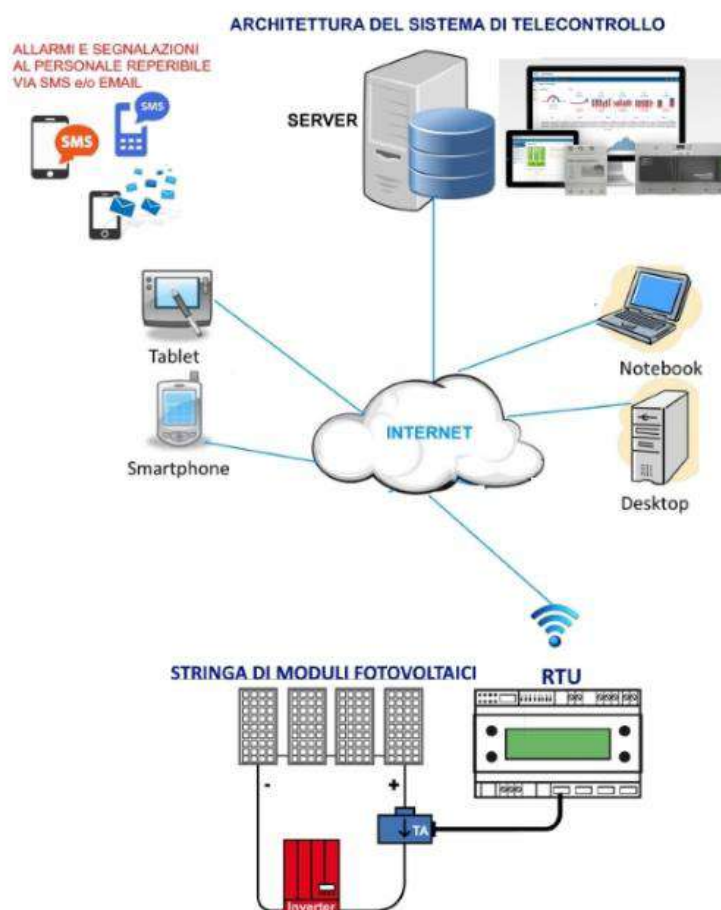 ARCHITETTURA DEL SISTEMA DI TELECONTROLLO
ALLARMI E SEGNALAZIONI
AL PERSONALE REPERIBILE
VIA SMS e/o EMAIL
SMS
SMS
SERVER
Tablet
Notebook
INTERNET
Smartphone
Desktop
STRINGA DI MODULI FOTOVOLTAICI
RTU
-
+
TA
Inverter